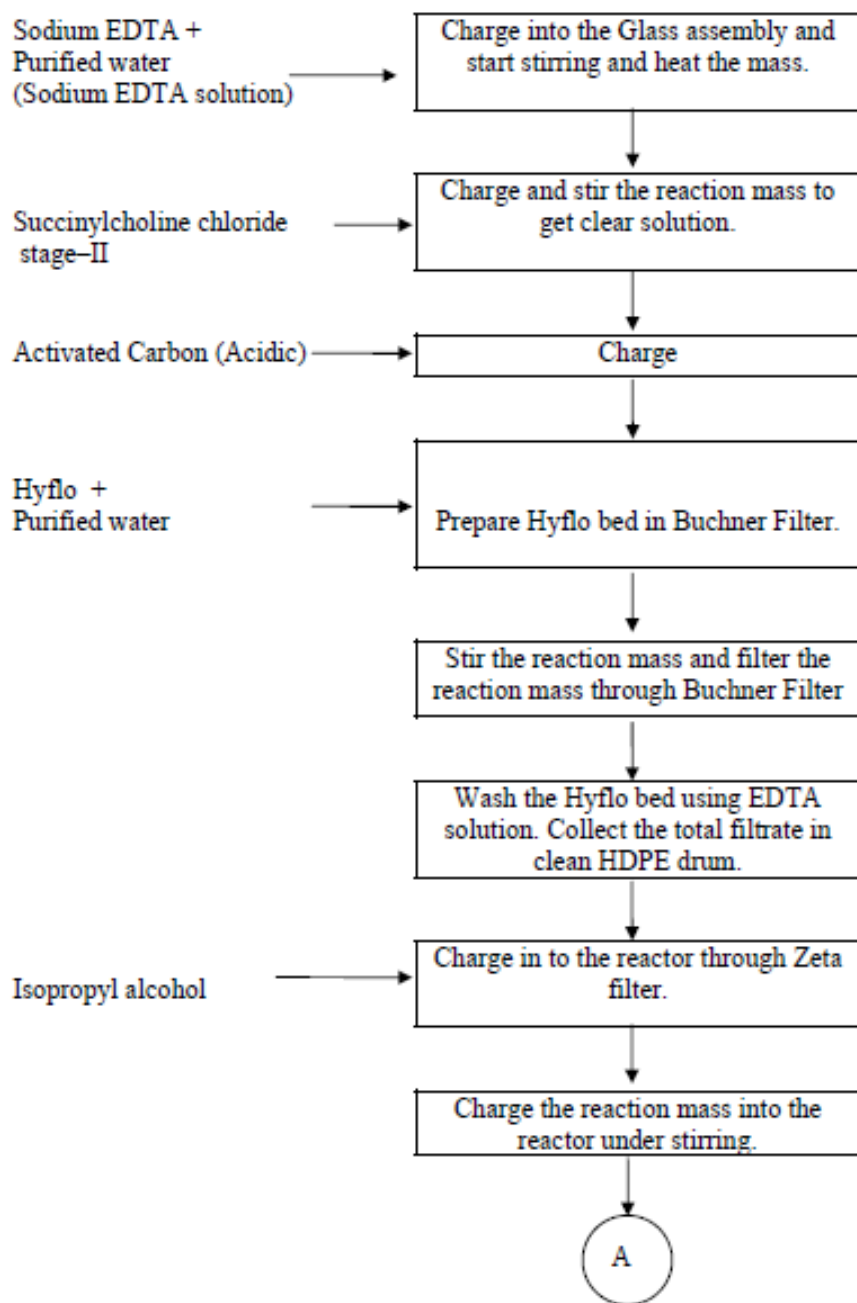 Sodium EDTA +
Purified water
(Sodium EDTA solution)
Charge into the Glass assembly and
start stirring and heat the mass.
Succinylcholine chloride
stage–II
Charge and stir the reaction mass to
get clear solution.
Activated Carbon (Acidic)
Charge
Hyflo +
Purified water
Prepare Hyflo bed in Buchner Filter.
Stir the reaction mass and filter the
reaction mass through Buchner Filter
Wash the Hyflo bed using EDTA
solution. Collect the total filtrate in
clean HDPE drum.
Isopropyl alcohol
Charge in to the reactor through Zeta
filter.
Charge the reaction mass into the
reactor under stirring.
A